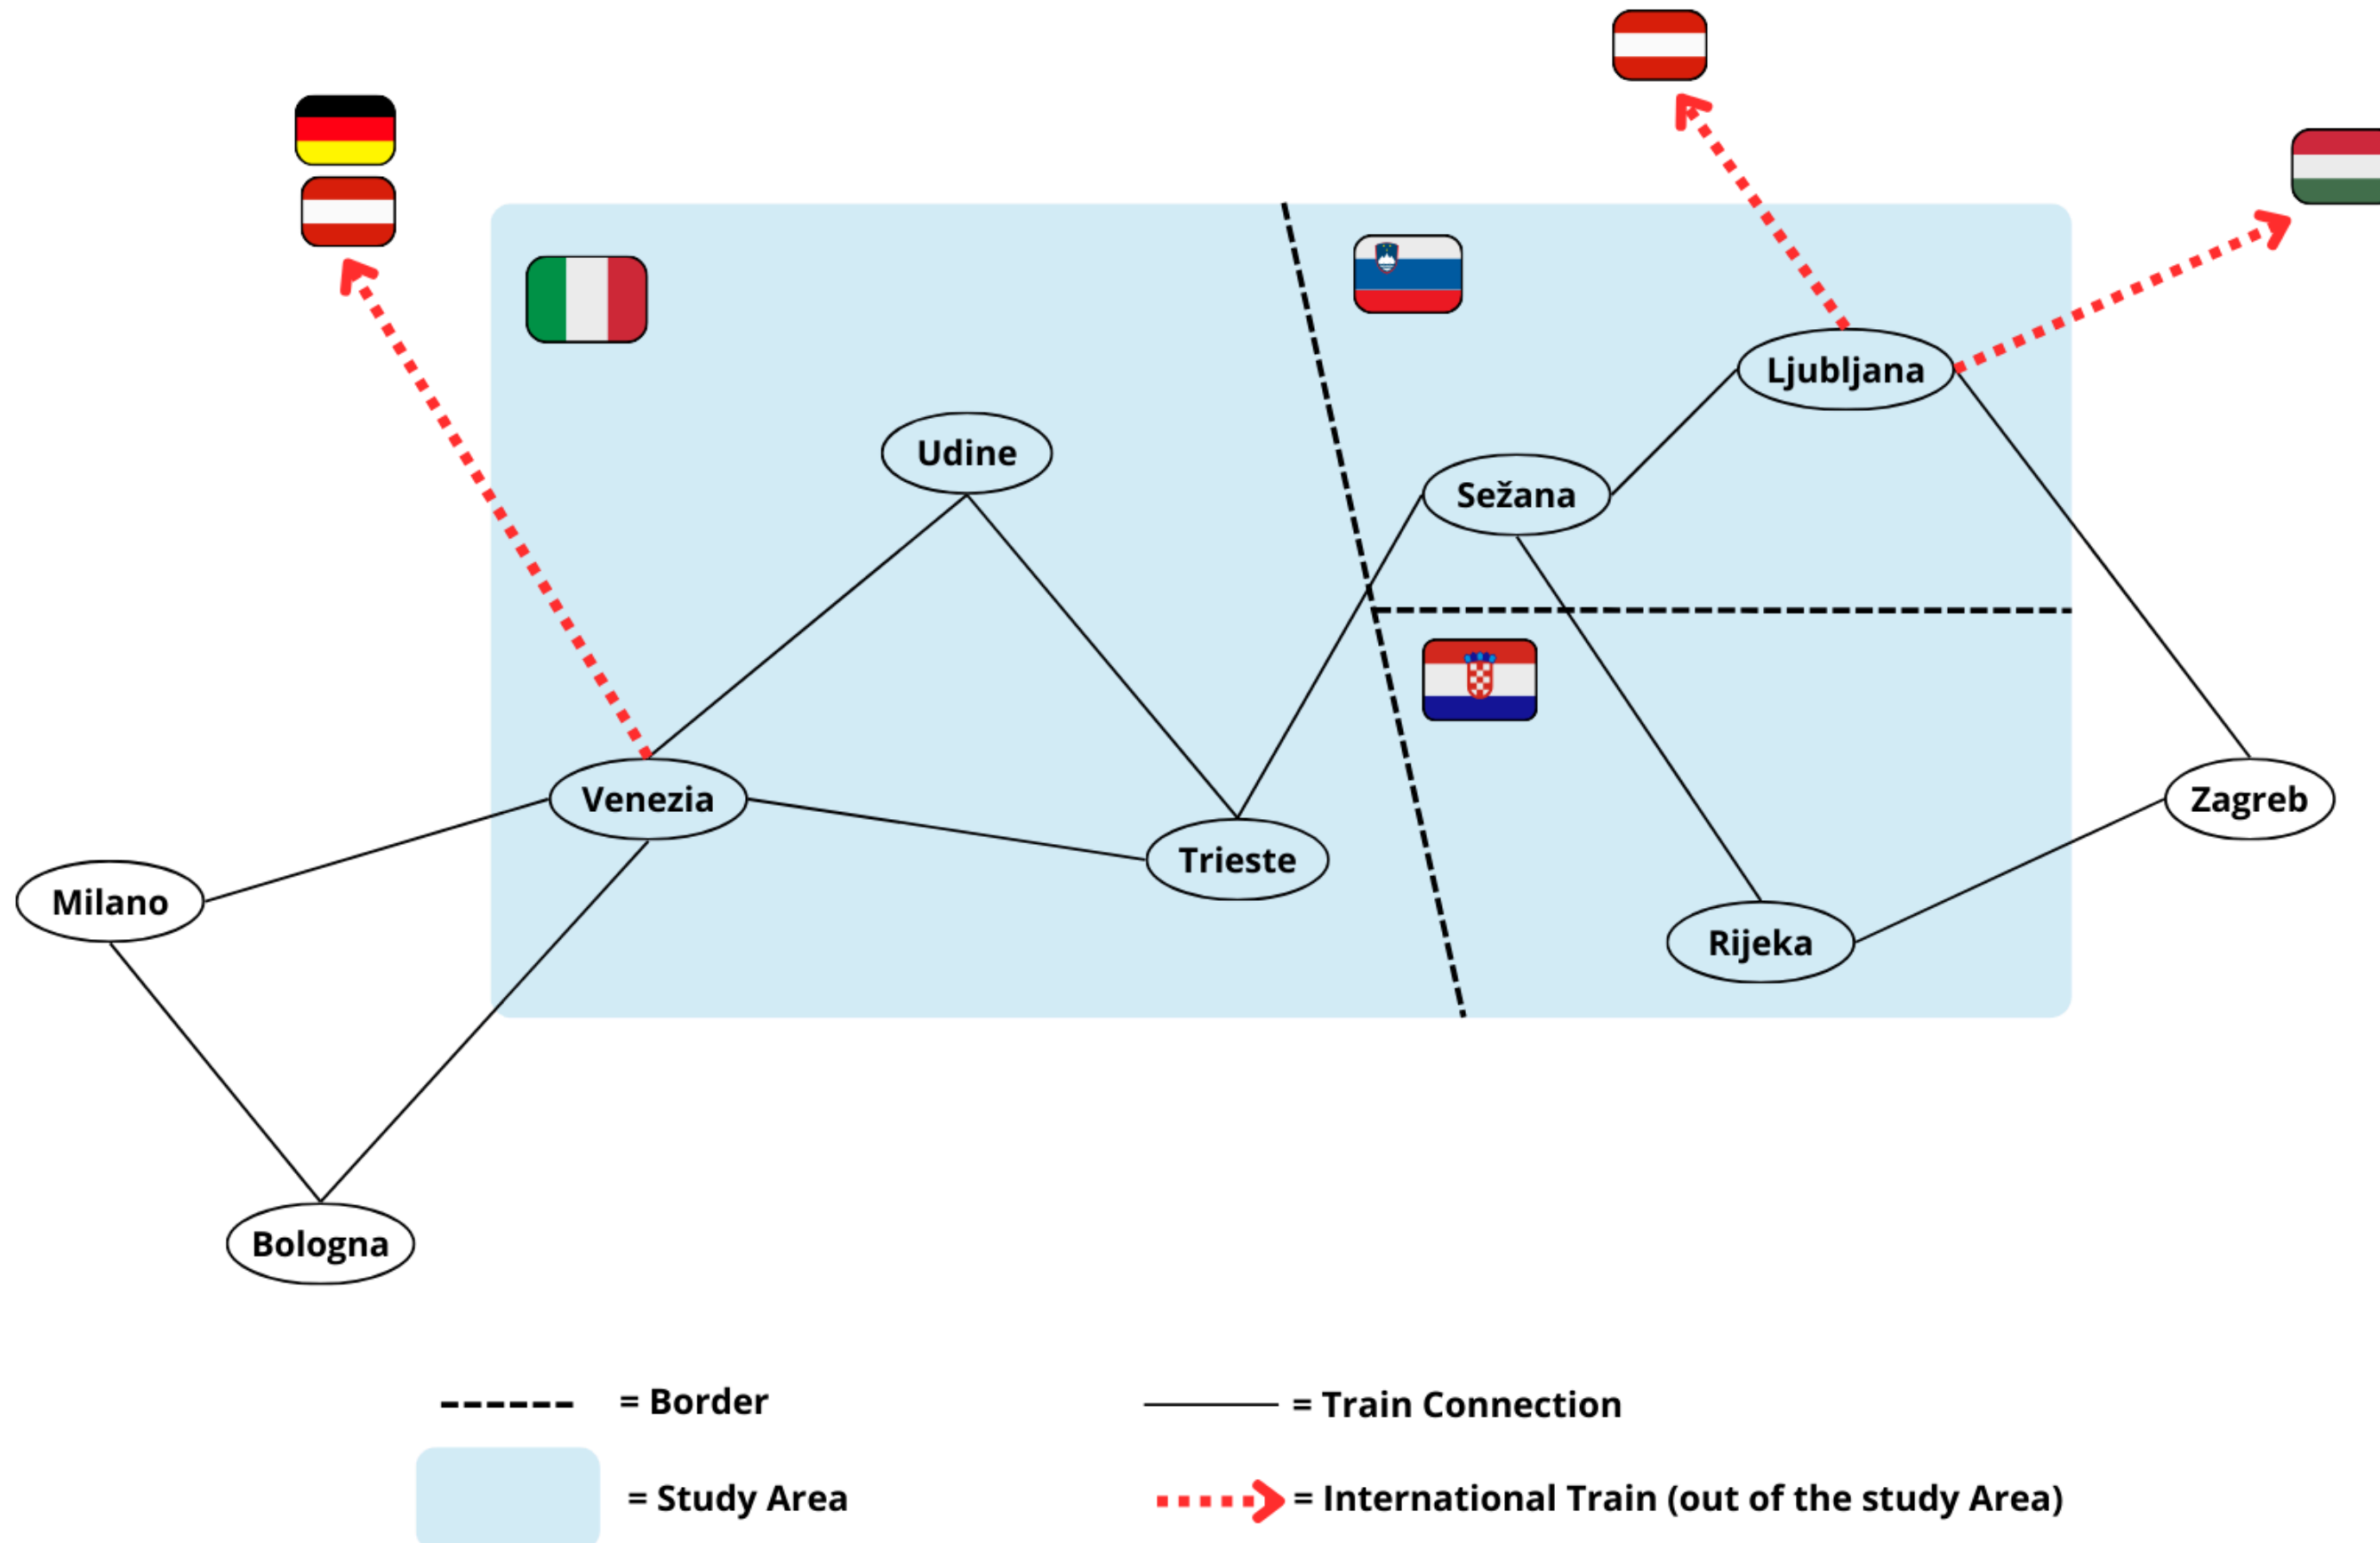 Ljubljana
Udine
Sežana
Venezia
Zagreb
Trieste
Milano
Rijeka
Bologna
= Border
= Train Connection
= Study Area
= International Train (out of the study Area)